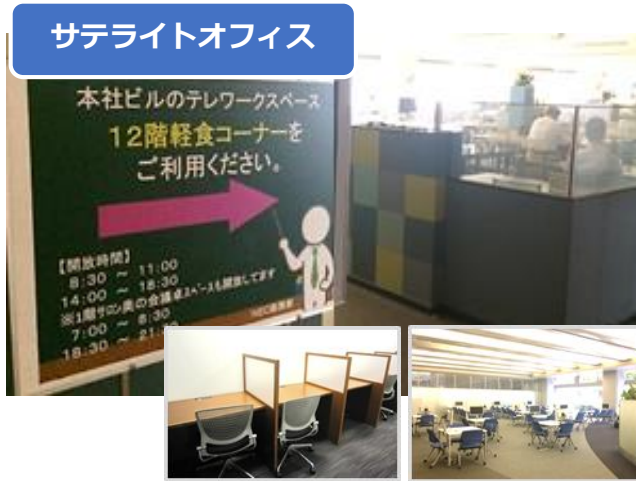 サテライトオフィス
本社ビルのテレワークスペース
12階軽食コーナーを
ご利用ください。
【開放時間】
8:30 ~ 11:00
14:00 ~ 18:30
※1階サロン奥の会議卓スペースも開放してます
7:00 ~ 8:30
18:30 ~